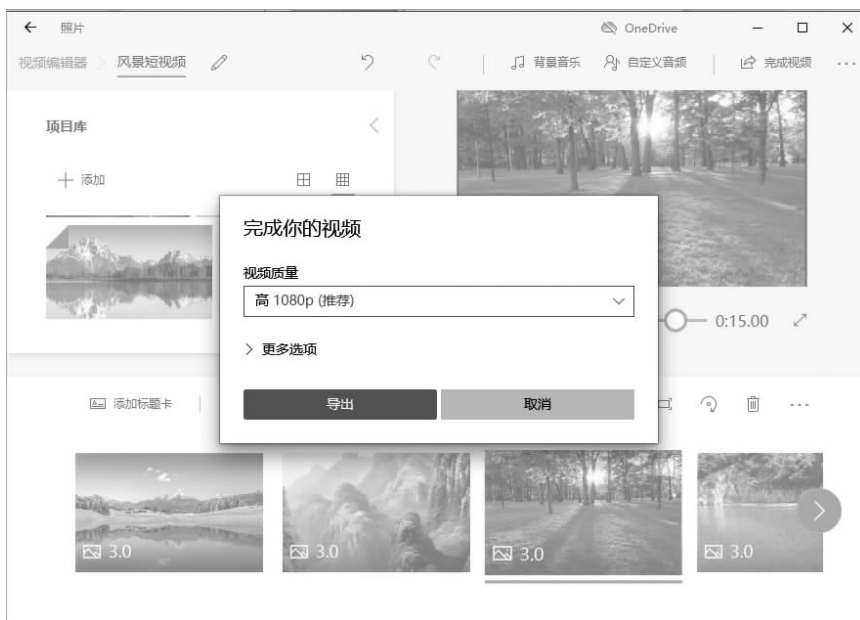 照片
OneDrive
视频编辑器
风景短视频
背景音乐
自定义音频
完成视频
项目库
添加
完成你的视频
视频质量
高 1080p (推荐)
0:15.00
更多选项
添加标题卡
导出
取消
3.0
3.0
3.0
3.0